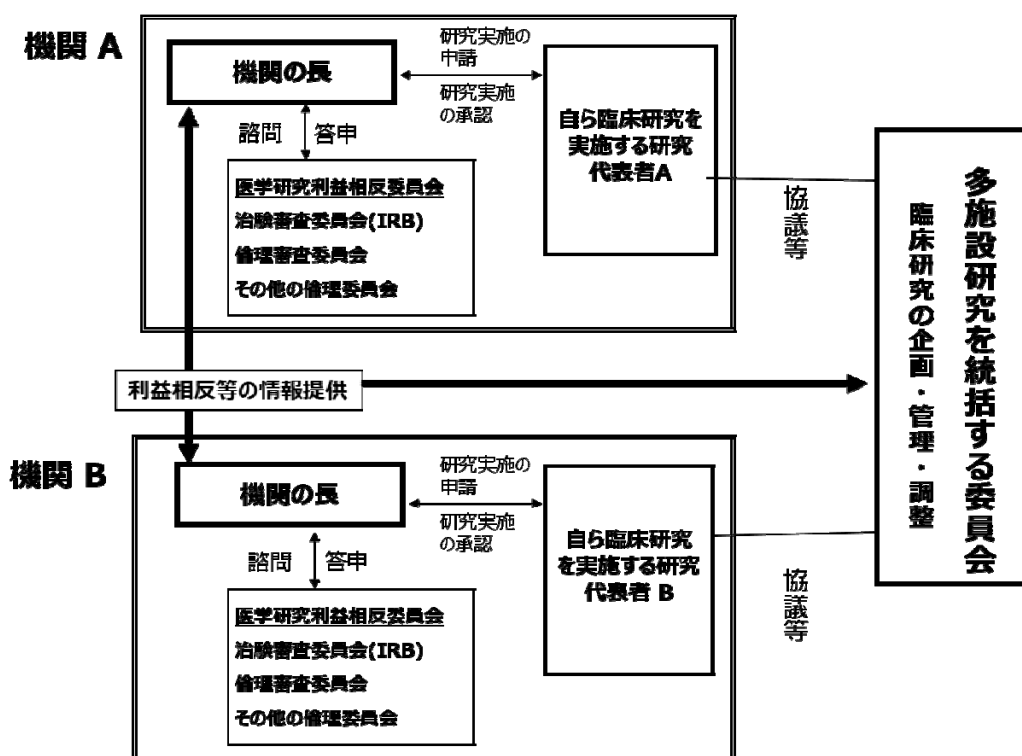 機関 A
機関の長
研究実施の
申請
研究実施
の承認
自ら臨床研究を
実施する研究
代表者A
諮問
答申
医学研究利益相反委員会
治験審査委員会(IRB)
倫理審査委員会
その他の倫理委員会
協議等
多施設研究を統括する委員会
臨床研究の企画・管理・調整
利益相反等の情報提供
機関 B
機関の長
研究実施の
申請
研究実施
の承認
自ら臨床研究
を実施する研究
代表者 B
諮問
答申
医学研究利益相反委員会
治験審査委員会(IRB)
倫理審査委員会
その他の倫理委員会
協議等